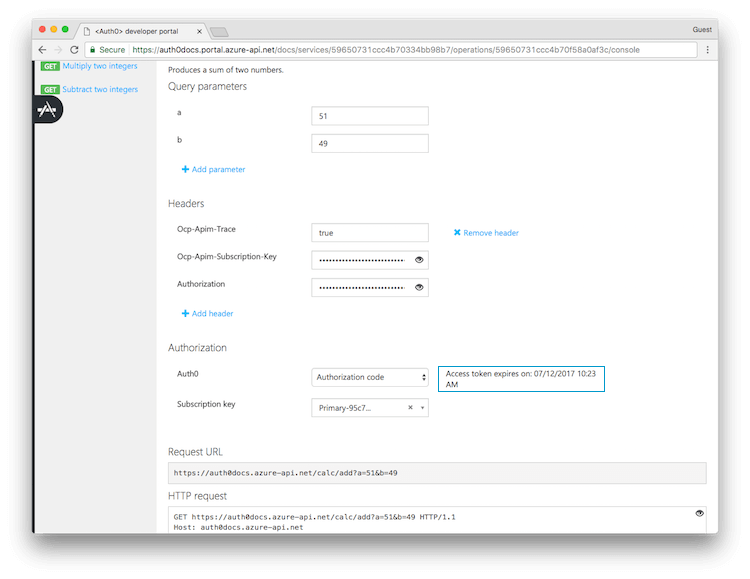 <Auth0> developer portal
Guest
Secure https://auth0docs.portal.azure-api.net/docs/services/59650731ccc4b70334bb98b7/operations/59650731ccc4b70f58a0af3c/console
GET Multiply two integers
GET Subtract two integers
Produces a sum of two numbers.
Query parameters
a 51
b 49
Add parameter
Headers
Ocp-Apim-Trace true Remove header
Ocp-Apim-Subscription-Key
Authorization
Add header
Authorization
Auth0 Authorization code Access token expires on: 07/12/2017 10:23
AM
Subscription key Primary-95c7...
Request URL
https://auth0docs.azure-api.net/calc/add?a=51&b=49
HTTP request
GET https://auth0docs.azure-api.net/calc/add?a=51&b=49 HTTP/1.1
Host: auth0docs.azure-api.net